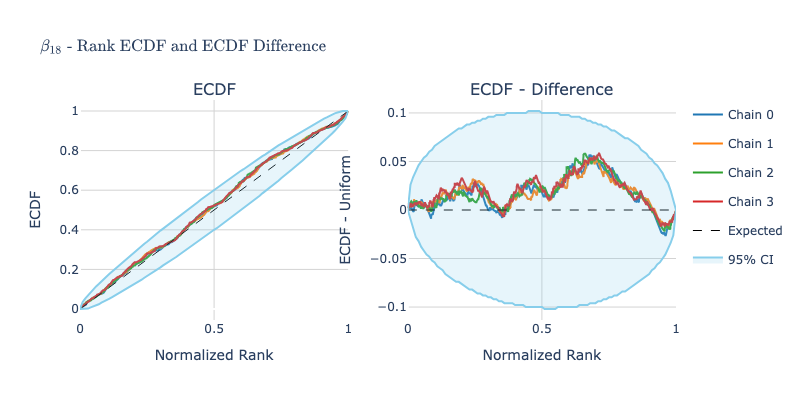 β18 - Rank ECDF and ECDF Difference
ECDF
ECDF - Difference
1
0.8
0.6
0.4
0.2
0
ECDF
0
0.5
1
Normalized Rank
0.1
0.05
0
−0.05
−0.1
ECDF - Uniform
0
0.5
1
Normalized Rank
Chain 0
Chain 1
Chain 2
Chain 3
Expected
95% CI